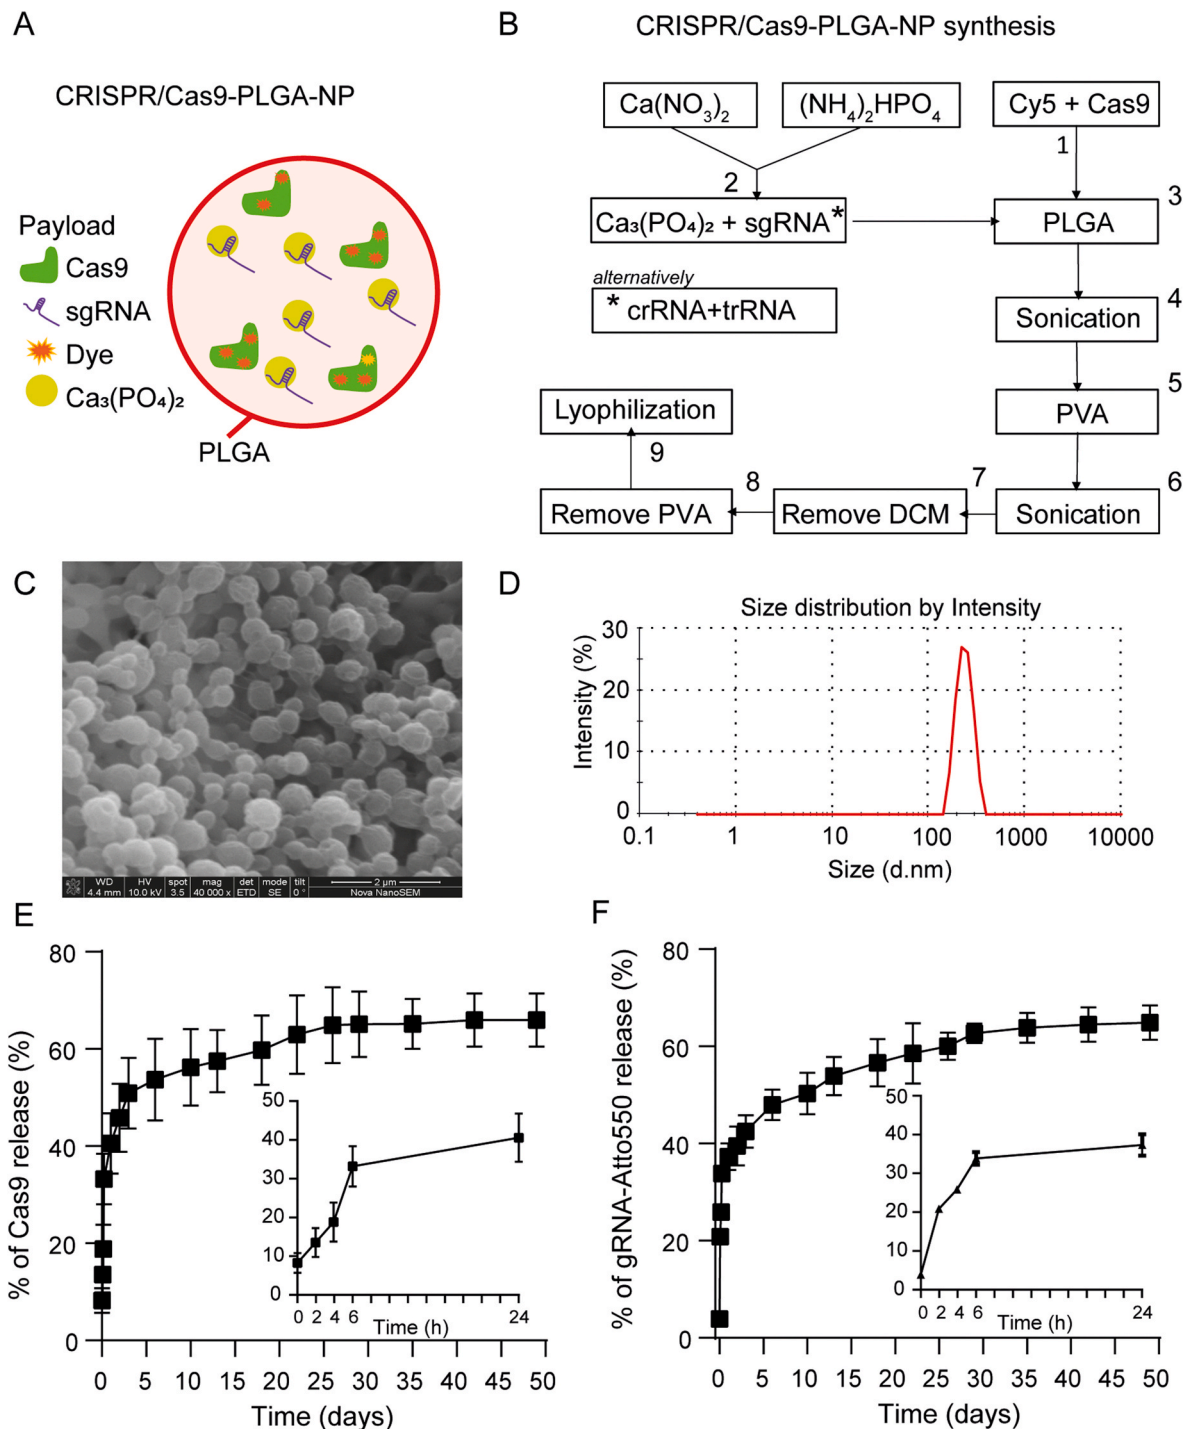 A
CRISPR/Cas9-PLGA-NP
Payload
Cas9
sgRNA
Dye
Ca₃(PO₄)₂
PLGA
B
CRISPR/Cas9-PLGA-NP synthesis
Ca(NO₃)₂
(NH₄)₂HPO₄
Cy5 + Cas9
1
2
3
Ca₃(PO₄)₂ + sgRNA*
PLGA
alternatively
* crRNA+trRNA
4
Sonication
5
PVA
6
Sonication
7
Remove DCM
8
Remove PVA
9
Lyophilization
C
WD HV spot mag det mode tilt
4.4 mm 10.0 kV 3.5 40 000 x ETD SE 0 °
2 µm
Nova NanoSEM
D
Size distribution by Intensity
Intensity (%)
30
20
10
0
0.1 1 10 100 1000 10000
Size (d.nm)
E
% of Cas9 release (%)
80
60
40
20
0
0 5 10 15 20 25 30 35 40 45 50
Time (days)
50
40
30
20
10
0
0 2 4 6 24
Time (h)
F
% of gRNA-Atto550 release (%)
80
60
40
20
0
0 5 10 15 20 25 30 35 40 45 50
Time (days)
50
40
30
20
10
0
0 2 4 6 24
Time (h)